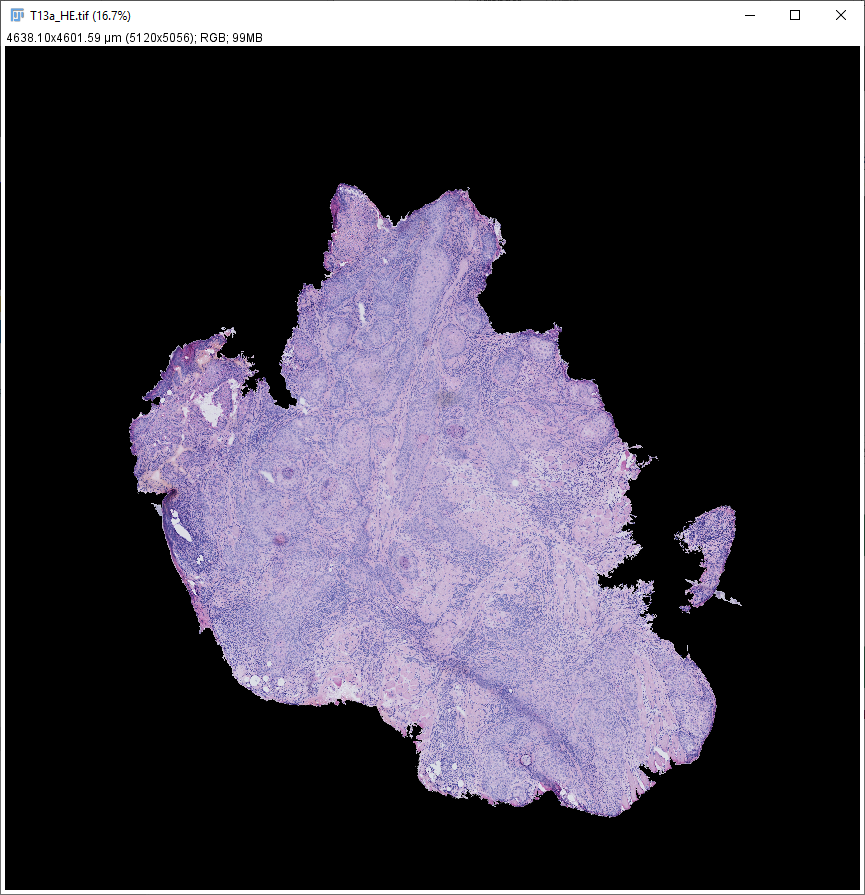 T13a_HE.tif (16.7%)
4638.10x4601.59 µm (5120x5056); RGB; 99MB